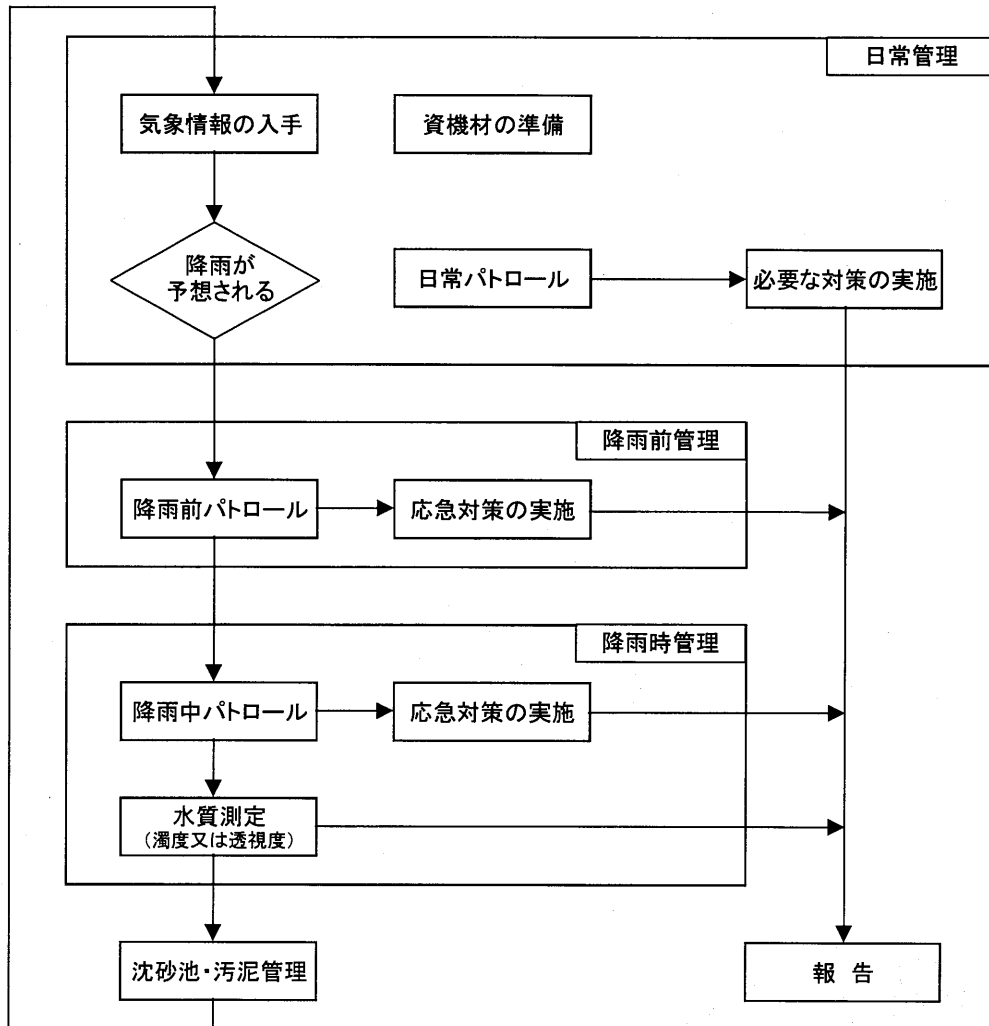 日常管理
気象情報の入手
資機材の準備
降雨が
予想される
日常パトロール
必要な対策の実施
降雨前管理
降雨前パトロール
応急対策の実施
降雨時管理
降雨中パトロール
応急対策の実施
水質測定
(濁度又は透視度)
沈砂池・汚泥管理
報 告